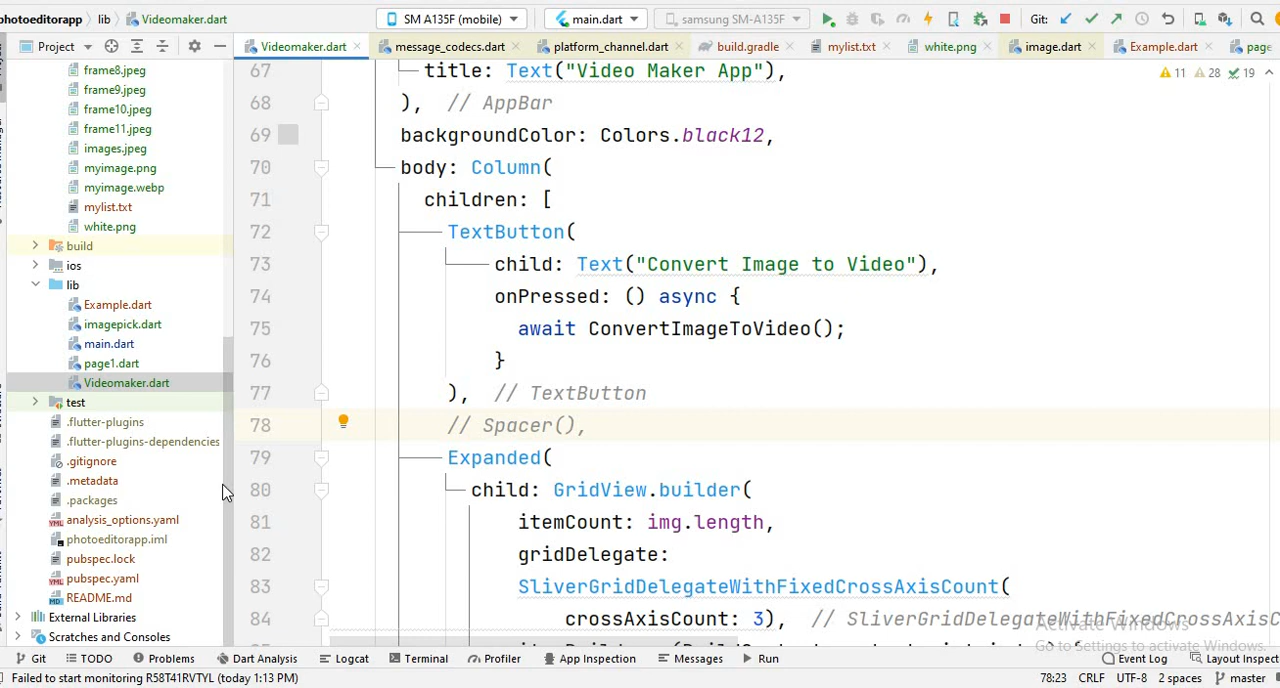 photoeditorapp > lib > Videomaker.dart
SM A135F (mobile) main.dart samsung SM-A135F Git:
Project Videomaker.dart message_codecs.dart platform_channel.dart build.gradle mylist.txt white.png image.dart Example.dart page
11 28 19
frame8.jpeg
frame9.jpeg
frame10.jpeg
frame11.jpeg
images.jpeg
myimage.png
myimage.webp
mylist.txt
white.png
build
ios
lib
Example.dart
imagepick.dart
main.dart
page1.dart
Videomaker.dart
test
.flutter-plugins
.flutter-plugins-dependencies
.gitignore
.metadata
.packages
analysis_options.yaml
photoeditorapp.iml
pubspec.lock
pubspec.yaml
README.md
External Libraries
Scratches and Consoles
67 title: Text("Video Maker App"),
68 ), // AppBar
69 backgroundColor: Colors.black12,
70 body: Column(
71 children: [
72 TextButton(
73 child: Text("Convert Image to Video"),
74 onPressed: () async {
75 await ConvertImageToVideo();
76 }
77 ), // TextButton
78 // Spacer(),
79 Expanded(
80 child: GridView.builder(
81 itemCount: img.length,
82 gridDelegate:
83 SliverGridDelegateWithFixedCrossAxisCount(
84 crossAxisCount: 3), // SliverGridDelegateWithFixedCrossAxisC
Activate Windows
Go to Settings to activate Windows.
Git TODO Problems Dart Analysis Logcat Terminal Profiler App Inspection Messages Run Event Log Layout Inspect
Failed to start monitoring R58T41RVTYL (today 1:13 PM) 78:23 CRLF UTF-8 2 spaces master